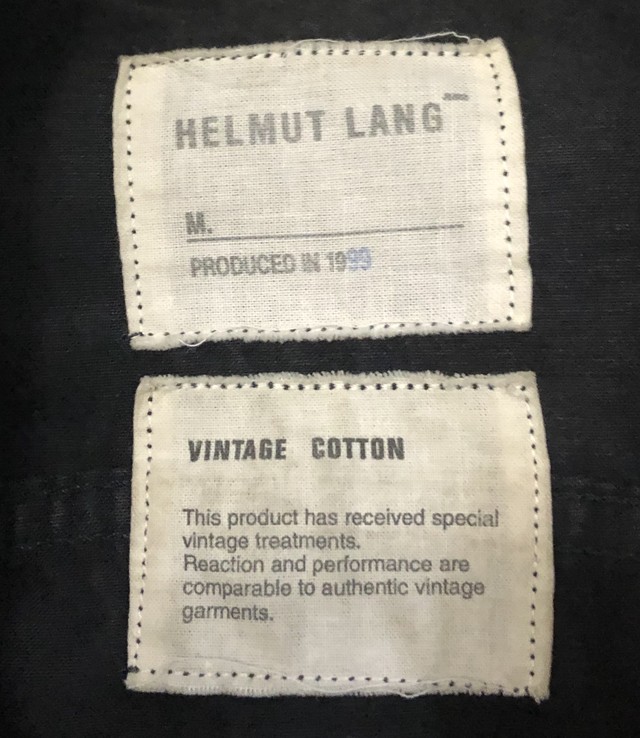 HELMUT LANG
M.
PRODUCED IN 1999
VINTAGE COTTON
This product has received special
vintage treatments.
Reaction and performance are
comparable to authentic vintage
garments.